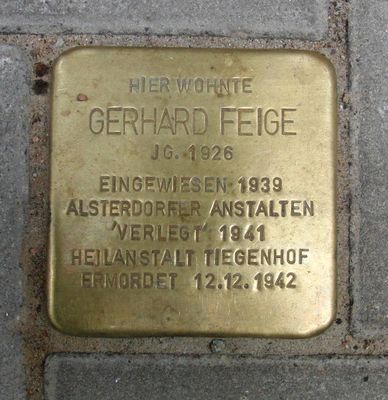 HIER WOHNTE
GERHARD FEIGE
JG. 1926
EINGEWIESEN 1939
ALSTERDORFER ANSTALTEN
'VERLEGT' 1941
HEILANSTALT TIEGENHOF
ERMORDET 12.12.1942